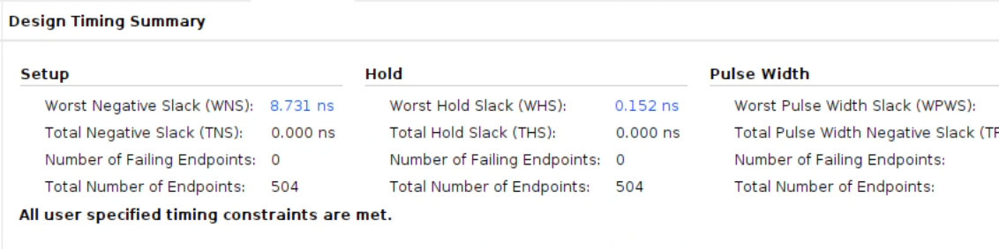 Design Timing Summary
Setup Hold Pulse Width
Worst Negative Slack (WNS): 8.731 ns Worst Hold Slack (WHS): 0.152 ns Worst Pulse Width Slack (WPWS):
Total Negative Slack (TNS): 0.000 ns Total Hold Slack (THS): 0.000 ns Total Pulse Width Negative Slack (TP
Number of Failing Endpoints: 0 Number of Failing Endpoints: 0 Number of Failing Endpoints:
Total Number of Endpoints: 504 Total Number of Endpoints: 504 Total Number of Endpoints:
All user specified timing constraints are met.